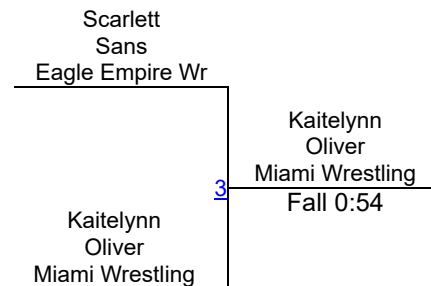 Scarlett
Sans
Eagle Empire Wr
Kaitelynn
Oliver
Miami Wrestling
3
Fall 0:54
Kaitelynn
Oliver
Miami Wrestling